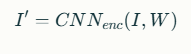 I' = CNN_{enc}(I, W)